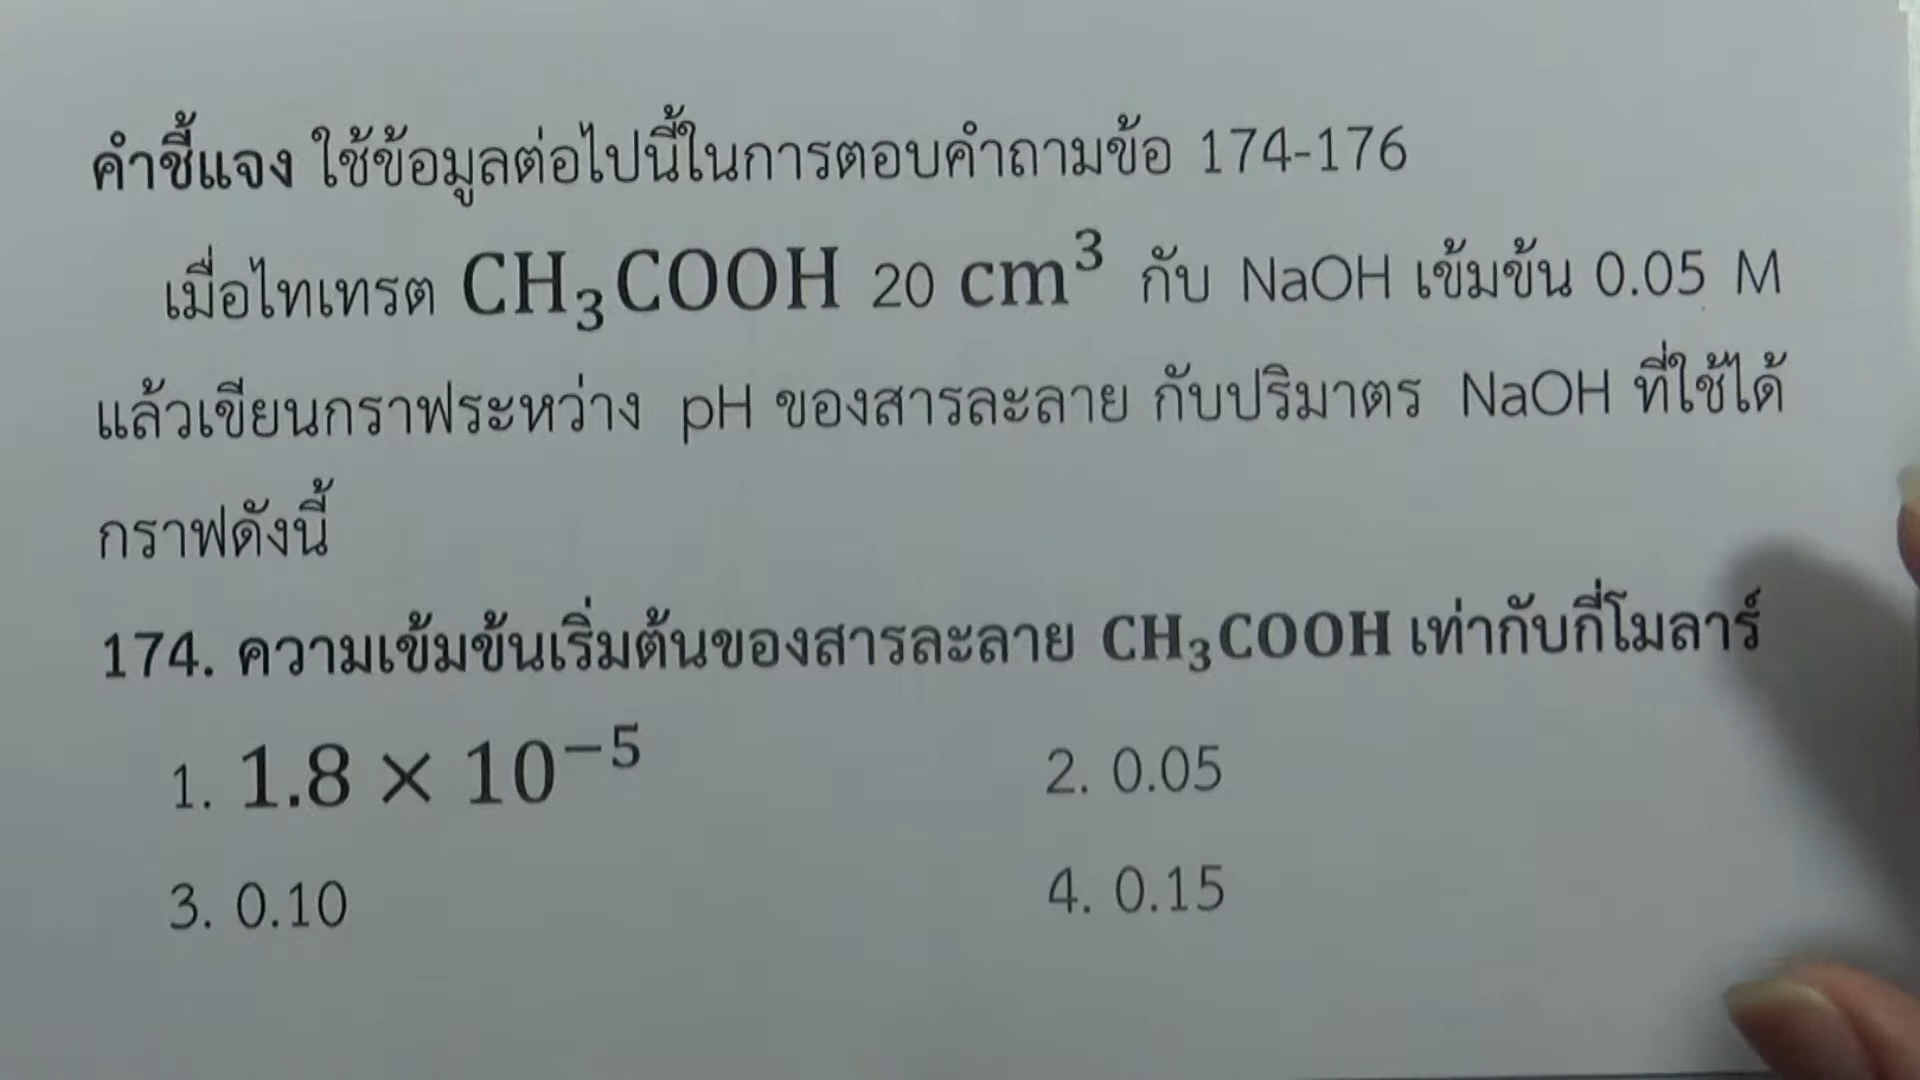 คำชี้แจง ใช้ข้อมูลต่อไปนี้ในการตอบคำถามข้อ 174-176
เมื่อไทเทรต CH₃COOH 20 cm³ กับ NaOH เข้มข้น 0.05 M
แล้วเขียนกราฟระหว่าง pH ของสารละลาย กับปริมาตร NaOH ที่ใช้ได้
กราฟดังนี้
174. ความเข้มข้นเริ่มต้นของสารละลาย CH₃COOH เท่ากับกี่โมลาร์
1. 1.8 × 10⁻⁵ 2. 0.05
3. 0.10 4. 0.15